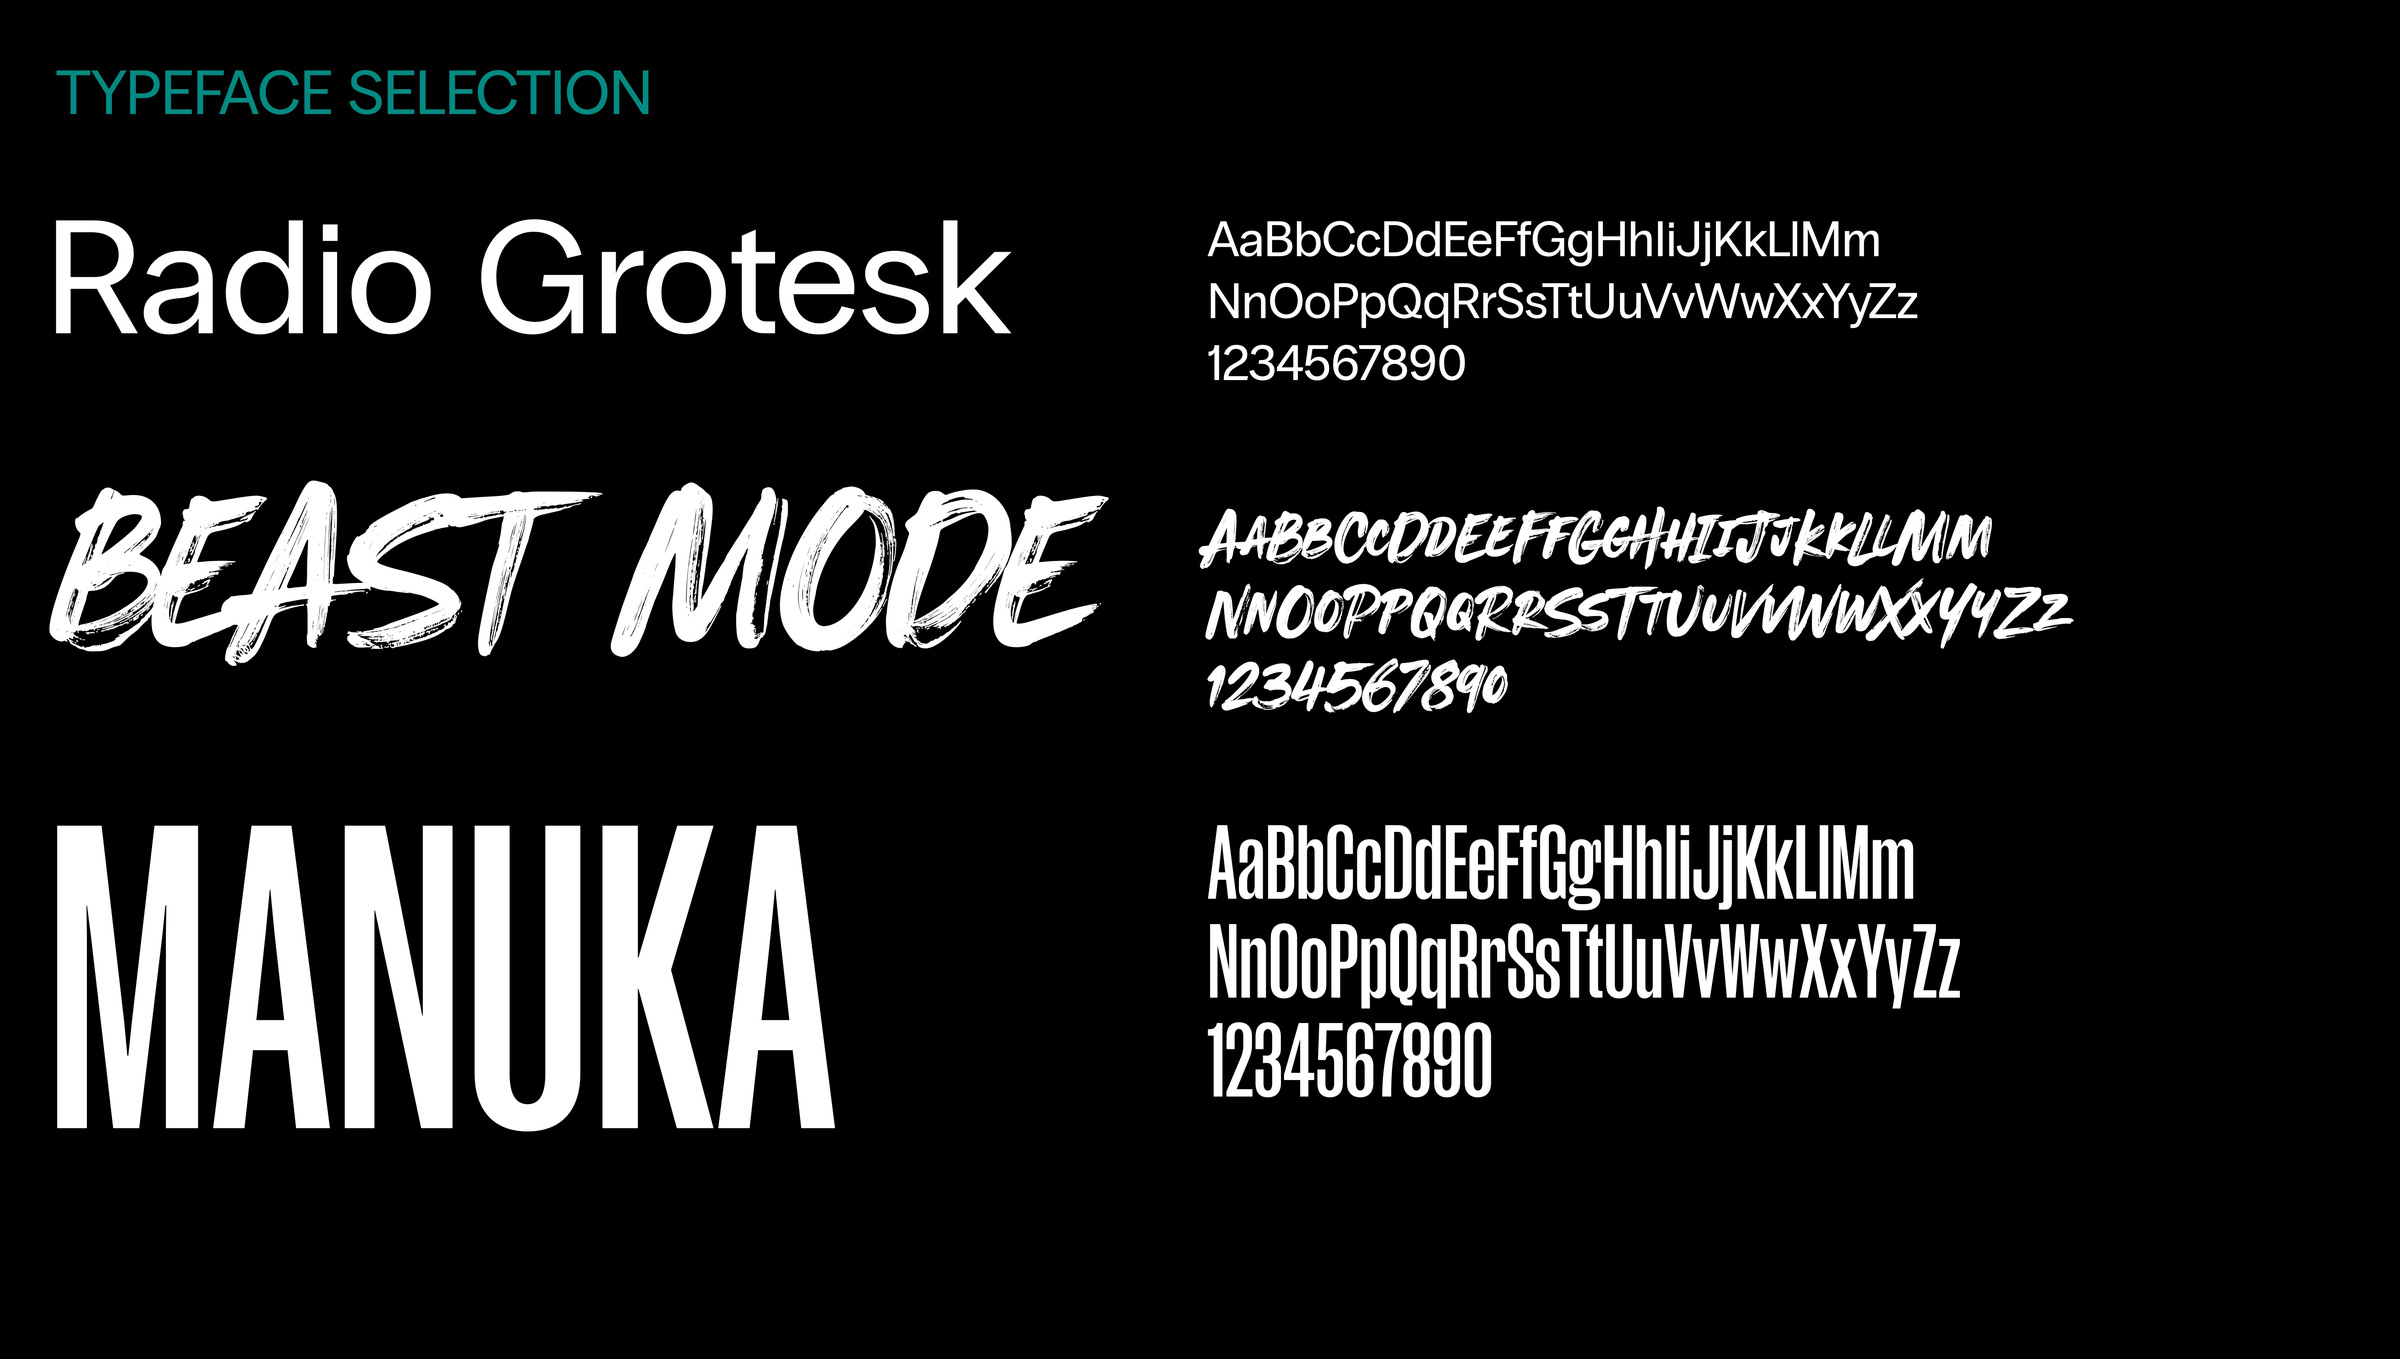 TYPEFACE SELECTION
Radio Grotesk
AaBbCcDdEeFfGgHhIiJjKkLlMm
NnOoPpQqRrSsTtUuVvWwXxYyZz
1234567890
BEAST MODE
AABBCCDDEEFFGGHHIIJJKKLLMM
NNOOPPQQRRSSTTUUVVWWXXYYZZ
1234567890
MANUKA
AaBbCcDdEeFfGgHhIiJjKkLlMm
NnOoPpQqRrSsTtUuVvWwXxYyZz
1234567890